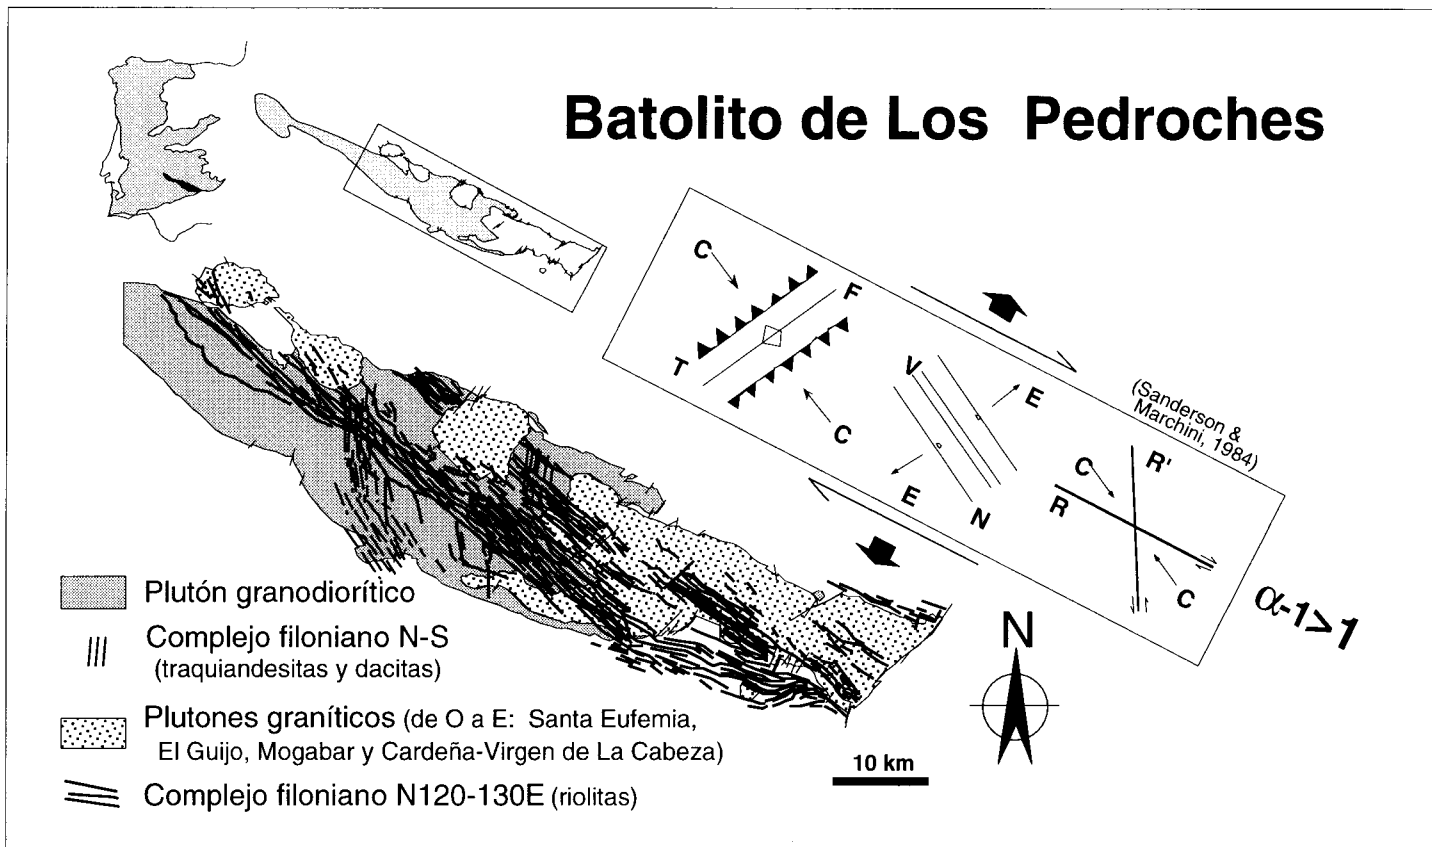 Batolito de Los Pedroches
C
F
T
C
V
E
E
N
(Sanderson &
Marchini, 1984)
R'
C
R
C
α-1>1
N
10 km
Plutón granodiorítico
Complejo filoniano N-S
(traquiandesitas y dacitas)
Plutones graníticos (de O a E: Santa Eufemia,
El Guijo, Mogabar y Cardeña-Virgen de La Cabeza)
Complejo filoniano N120-130E (riolitas)